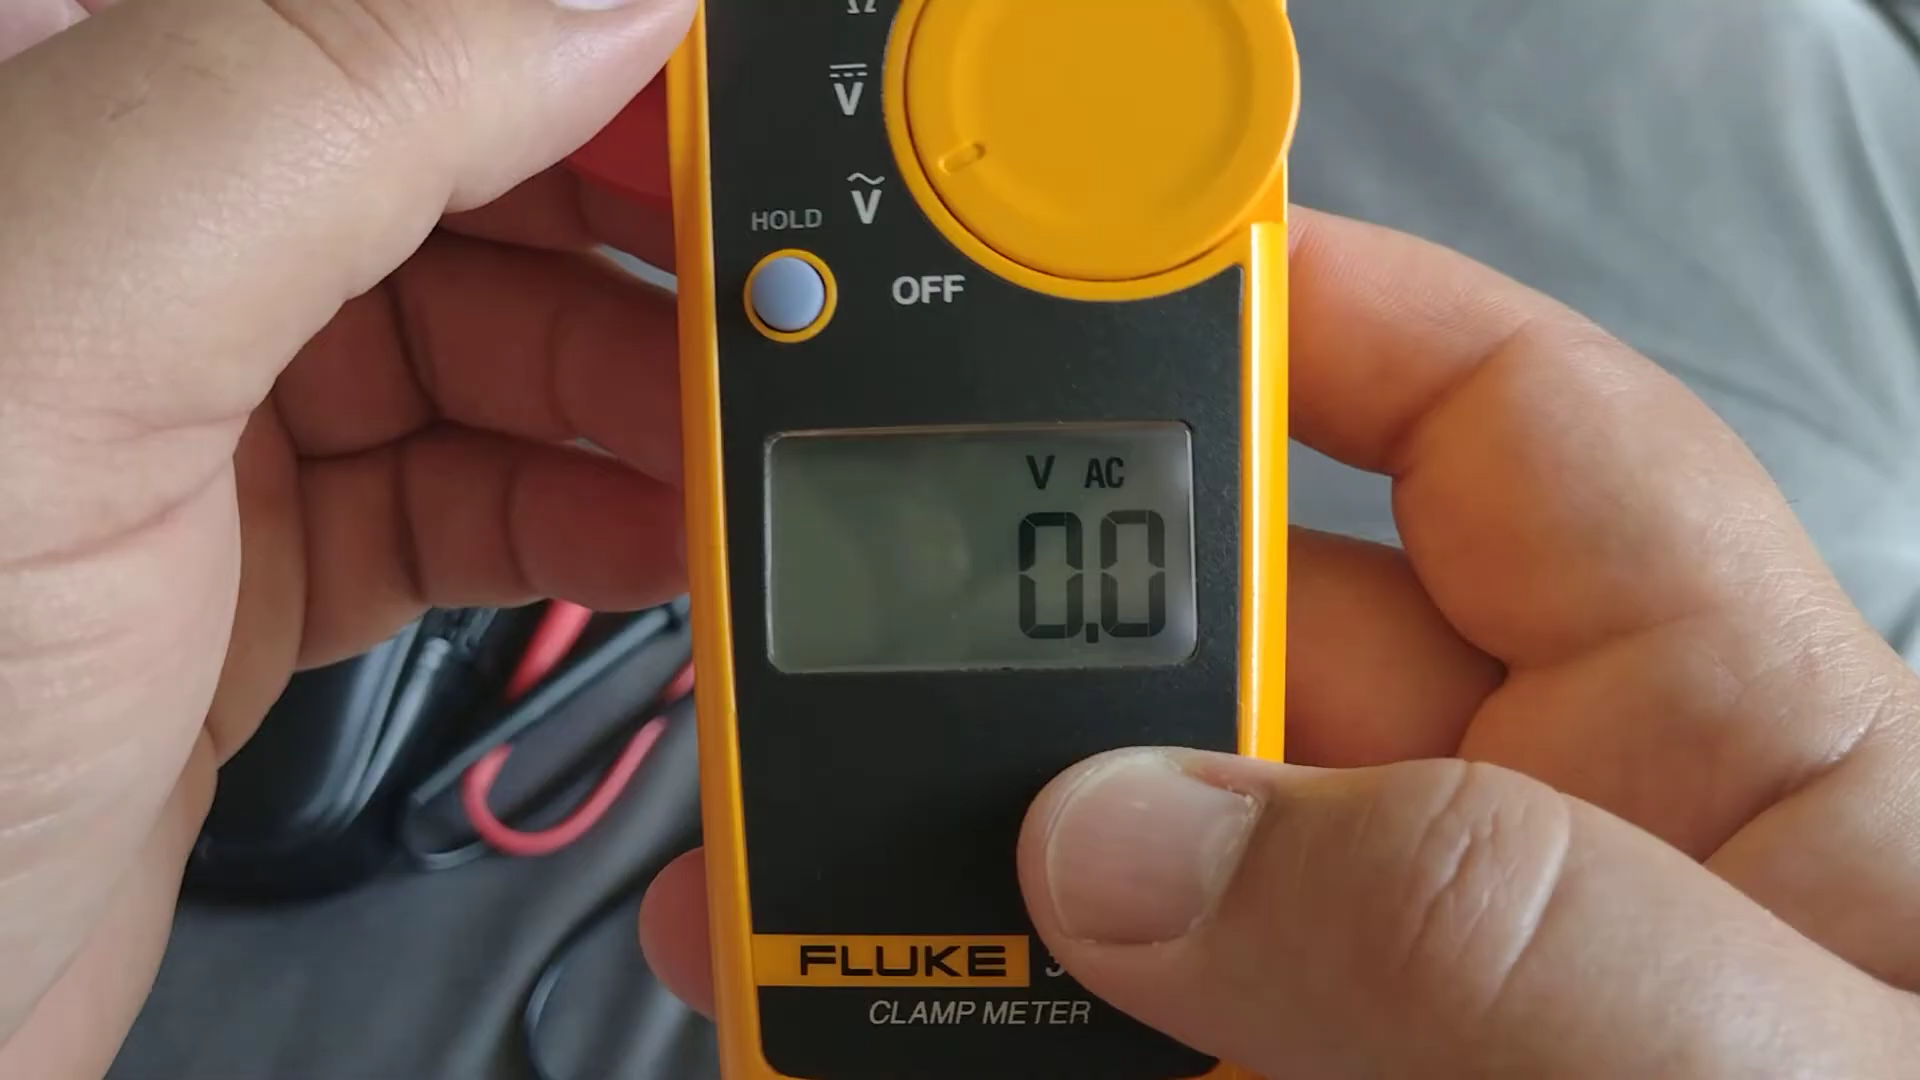 Ω
V
V
HOLD
OFF
V AC
0.0
FLUKE
CLAMP METER